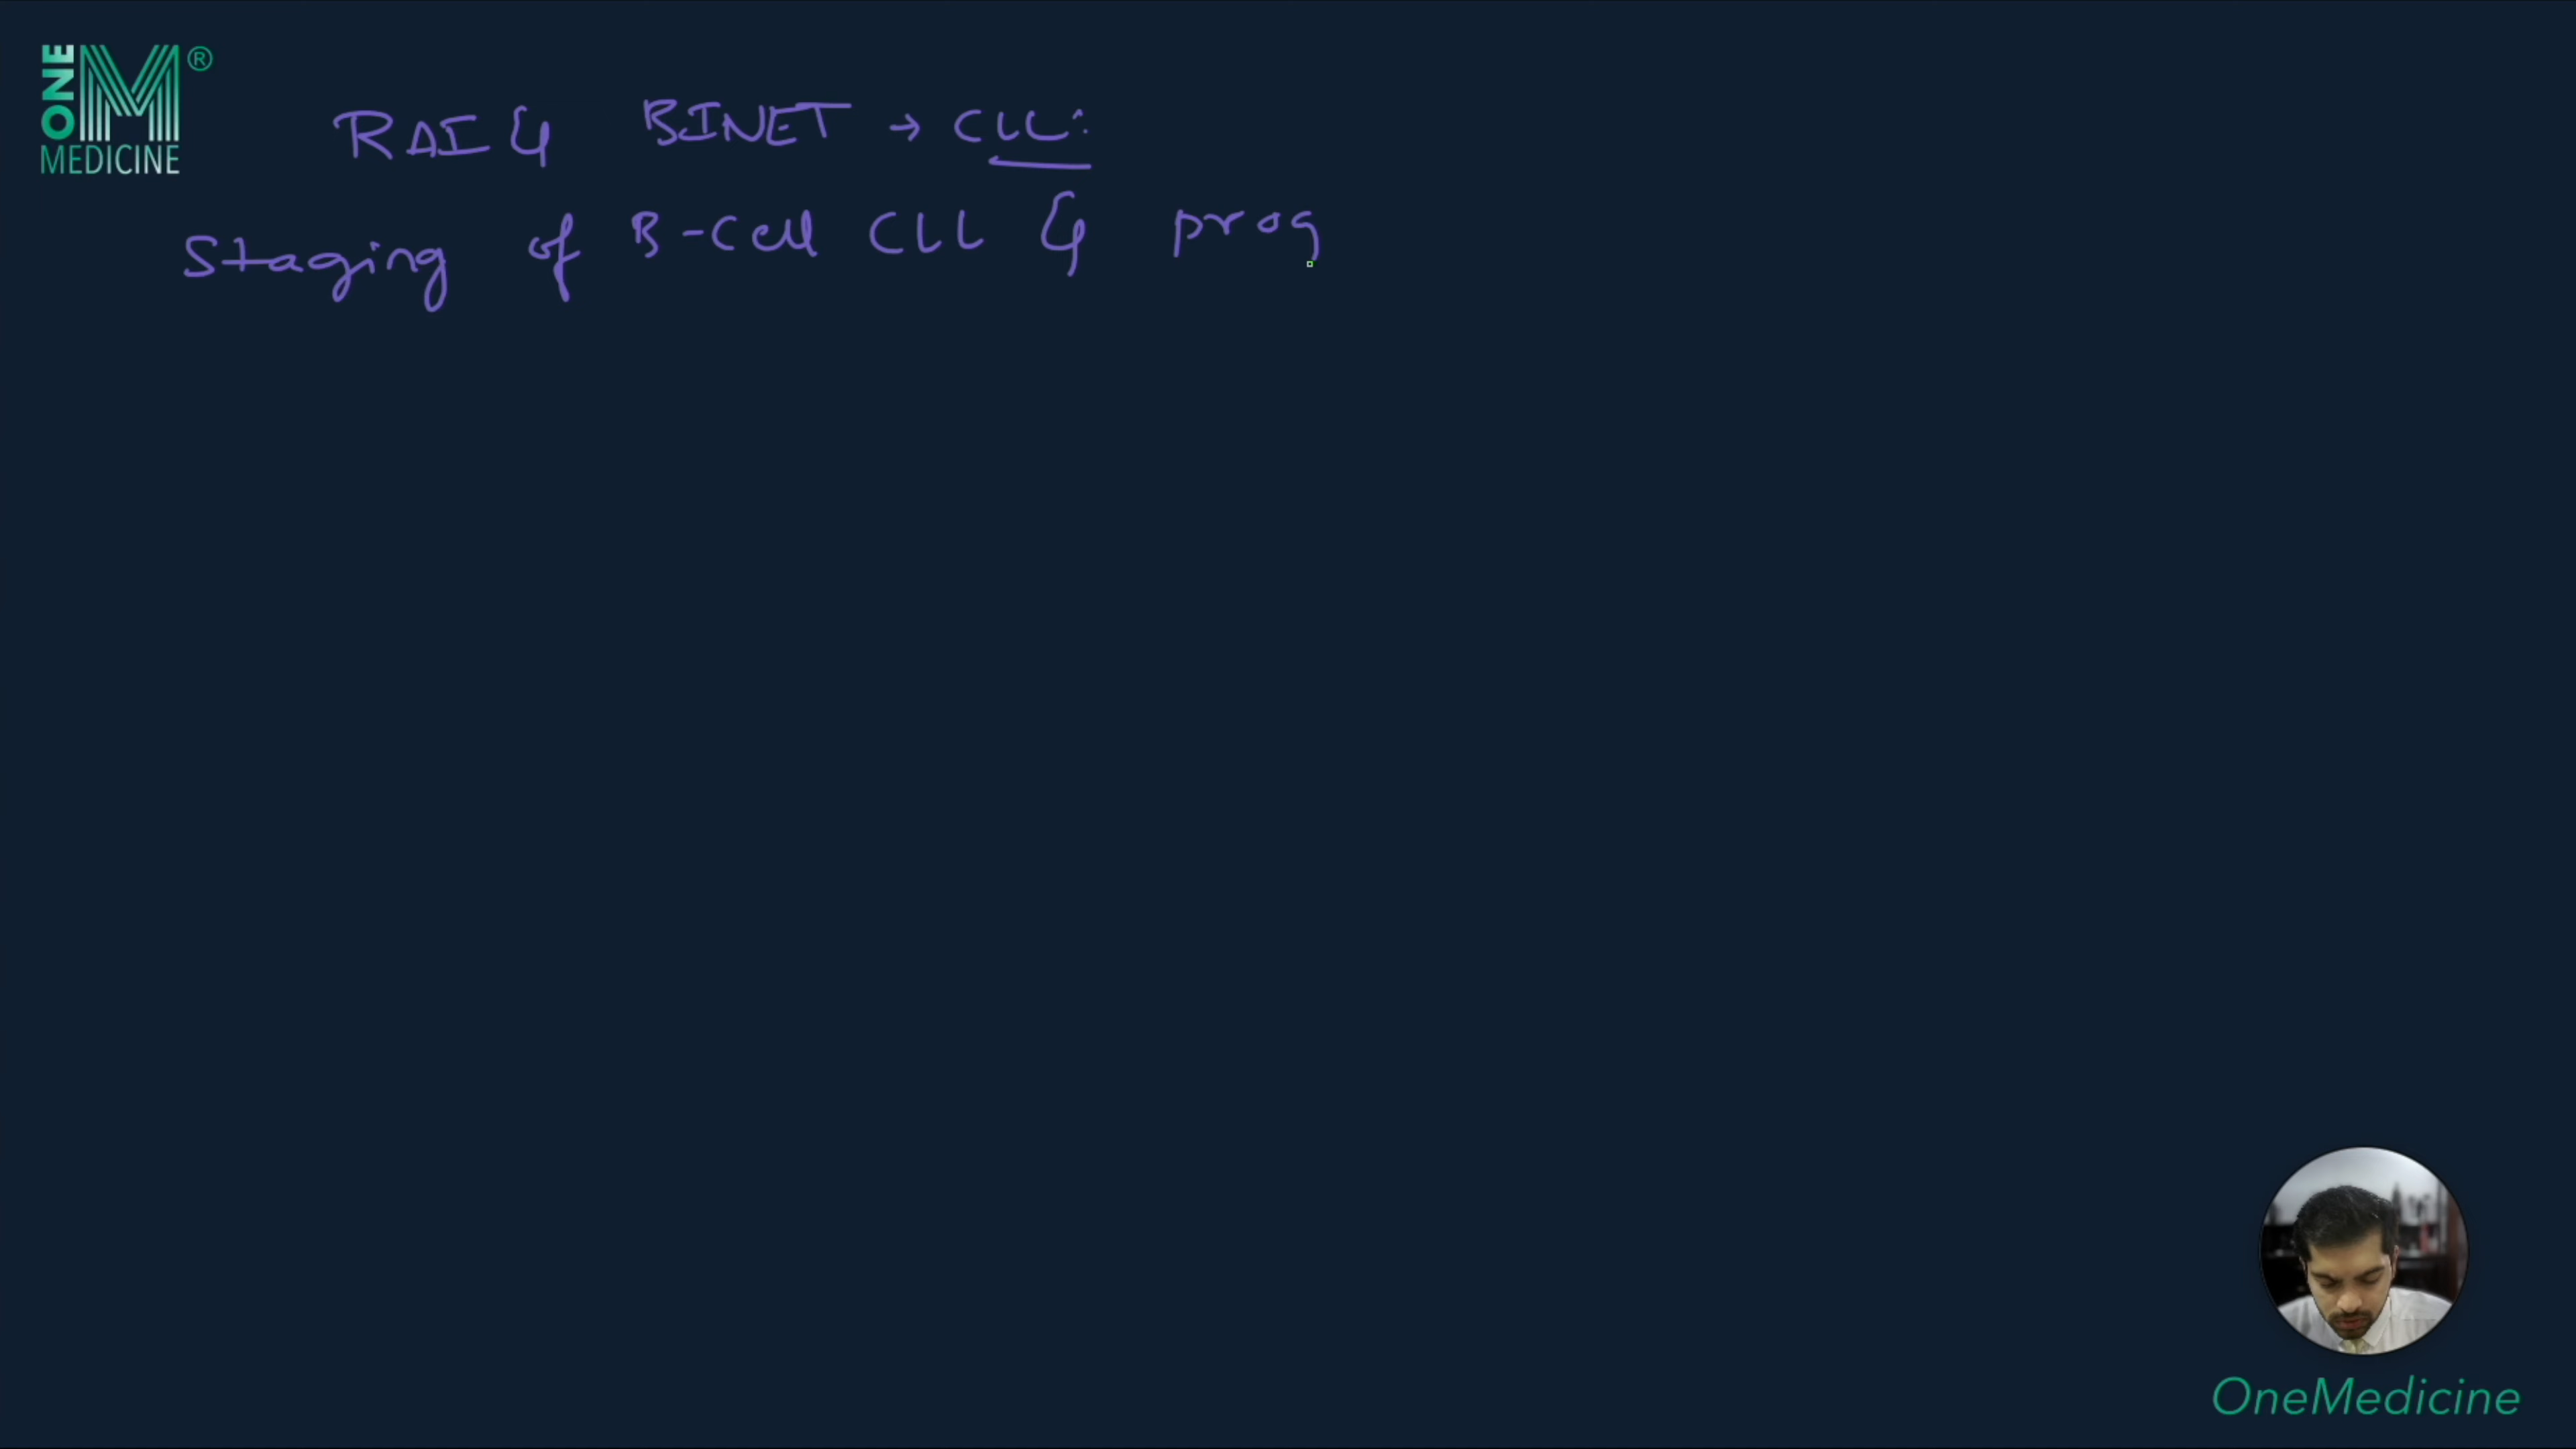 ONE
MEDICINE
M®
RAI & BINET → CLL:
Staging of B-Cell CLL & prog
OneMedicine